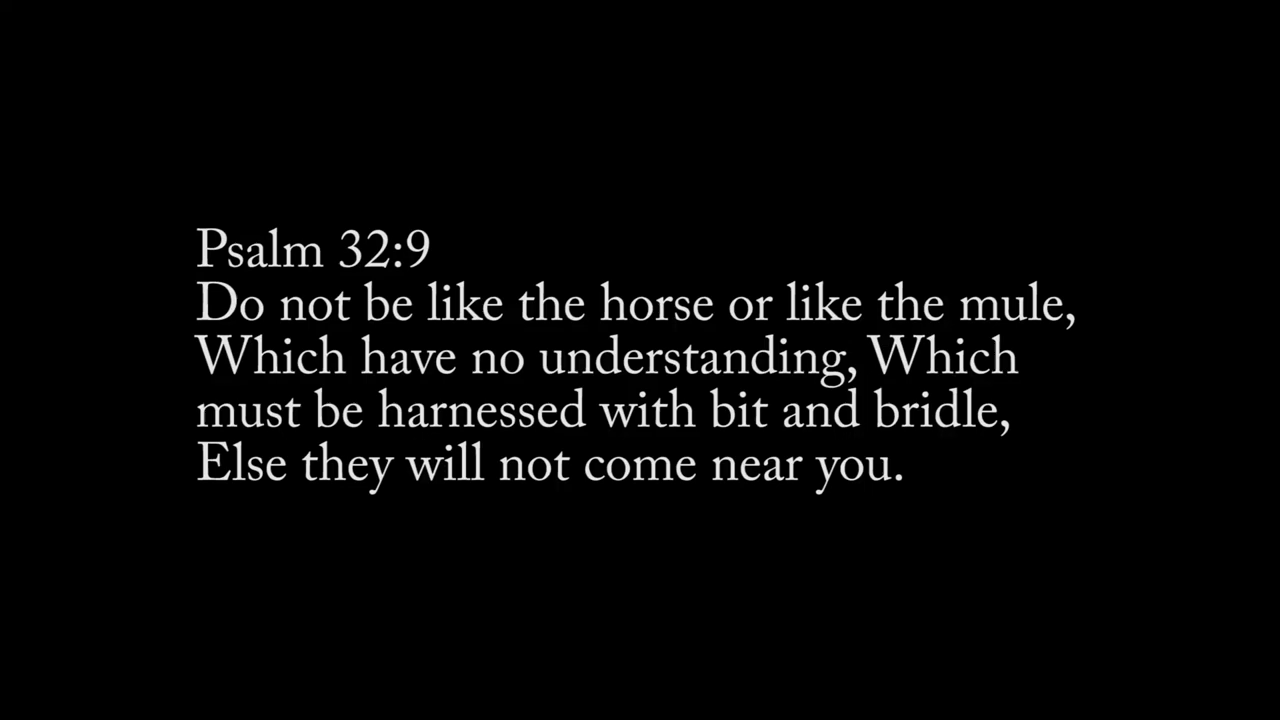 Psalm 32:9
Do not be like the horse or like the mule,
Which have no understanding, Which
must be harnessed with bit and bridle,
Else they will not come near you.